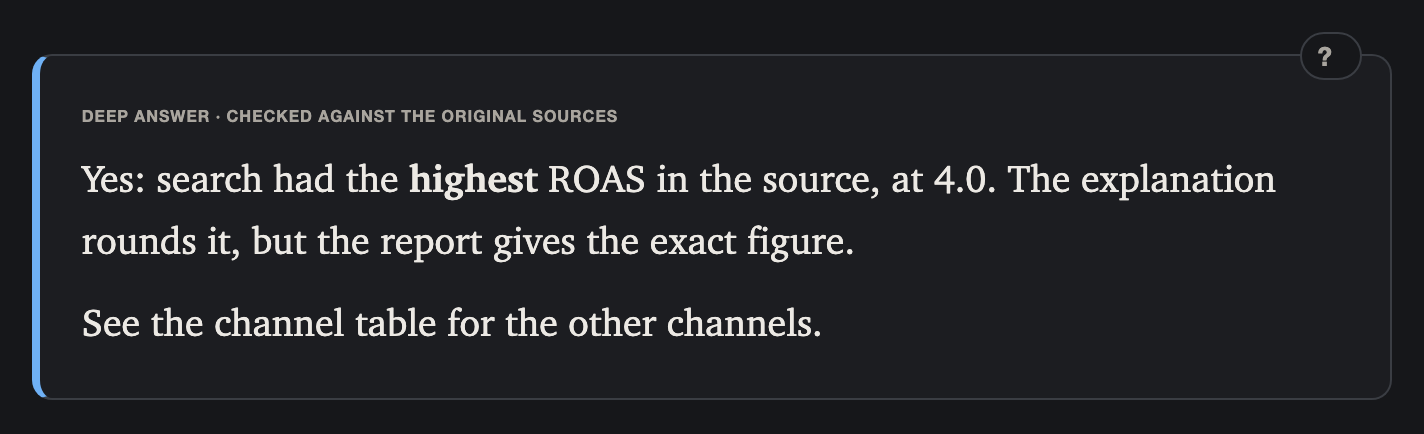 ?
DEEP ANSWER · CHECKED AGAINST THE ORIGINAL SOURCES
Yes: search had the highest ROAS in the source, at 4.0. The explanation
rounds it, but the report gives the exact figure.
See the channel table for the other channels.